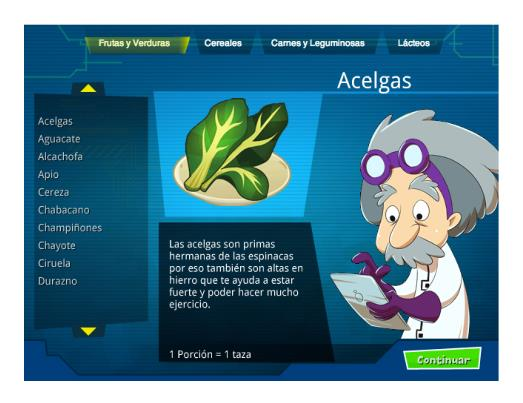 Frutas y Verduras
Cereales
Carnes y Leguminosas
Lácteos
Acelgas
Acelgas
Aguacate
Alcachofa
Apio
Cereza
Chabacano
Champiñones
Chayote
Ciruela
Durazno
Las acelgas son primas
hermanas de las espinacas
por eso también son altas en
hierro que te ayuda a estar
fuerte y poder hacer mucho
ejercicio.
1 Porción = 1 taza
Continuar